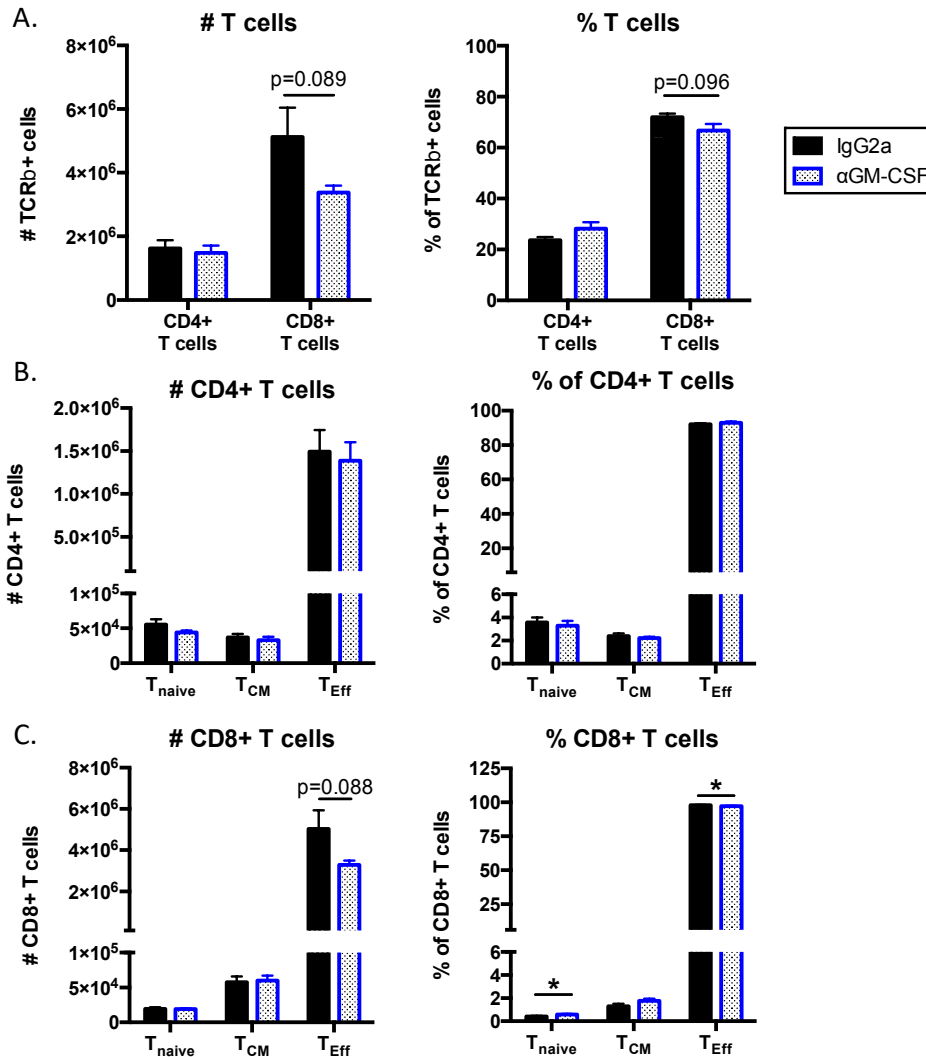 A.
# T cells
% T cells
8×10⁶
6×10⁶
4×10⁶
2×10⁶
0
# TCRb+ cells
p=0.089
CD4+
T cells
CD8+
T cells
100
80
60
40
20
0
% of TCRb+ cells
p=0.096
CD4+
T cells
CD8+
T cells
IgG2a
αGM-CSF
B.
# CD4+ T cells
% of CD4+ T cells
2.0×10⁶
1.5×10⁶
1.0×10⁶
5.0×10⁵
1×10⁵
5×10⁴
0
# CD4+ T cells
Tnaive
TCM
TEff
100
80
60
40
20
6
4
2
0
% of CD4+ T cells
Tnaive
TCM
TEff
C.
# CD8+ T cells
% CD8+ T cells
8×10⁶
6×10⁶
4×10⁶
2×10⁶
1×10⁵
5×10⁴
0
# CD8+ T cells
p=0.088
Tnaive
TCM
TEff
125
100
75
50
25
6
4
2
0
% of CD8+ T cells
*
*
Tnaive
TCM
TEff